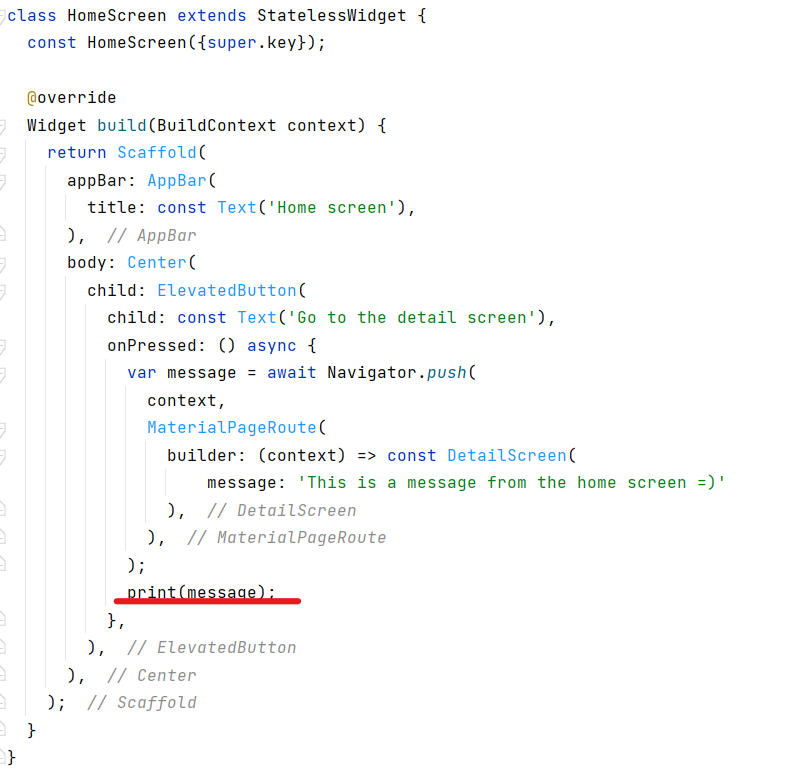 class HomeScreen extends StatelessWidget {
  const HomeScreen({super.key});

  @override
  Widget build(BuildContext context) {
    return Scaffold(
      appBar: AppBar(
        title: const Text('Home screen'),
      ),  // AppBar
      body: Center(
        child: ElevatedButton(
          child: const Text('Go to the detail screen'),
          onPressed: () async {
            var message = await Navigator.push(
              context,
              MaterialPageRoute(
                builder: (context) => const DetailScreen(
                    message: 'This is a message from the home screen =)'
                ),  // DetailScreen
              ),  // MaterialPageRoute
            );
            print(message);
          },
        ),  // ElevatedButton
      ),  // Center
    );  // Scaffold
  }
}